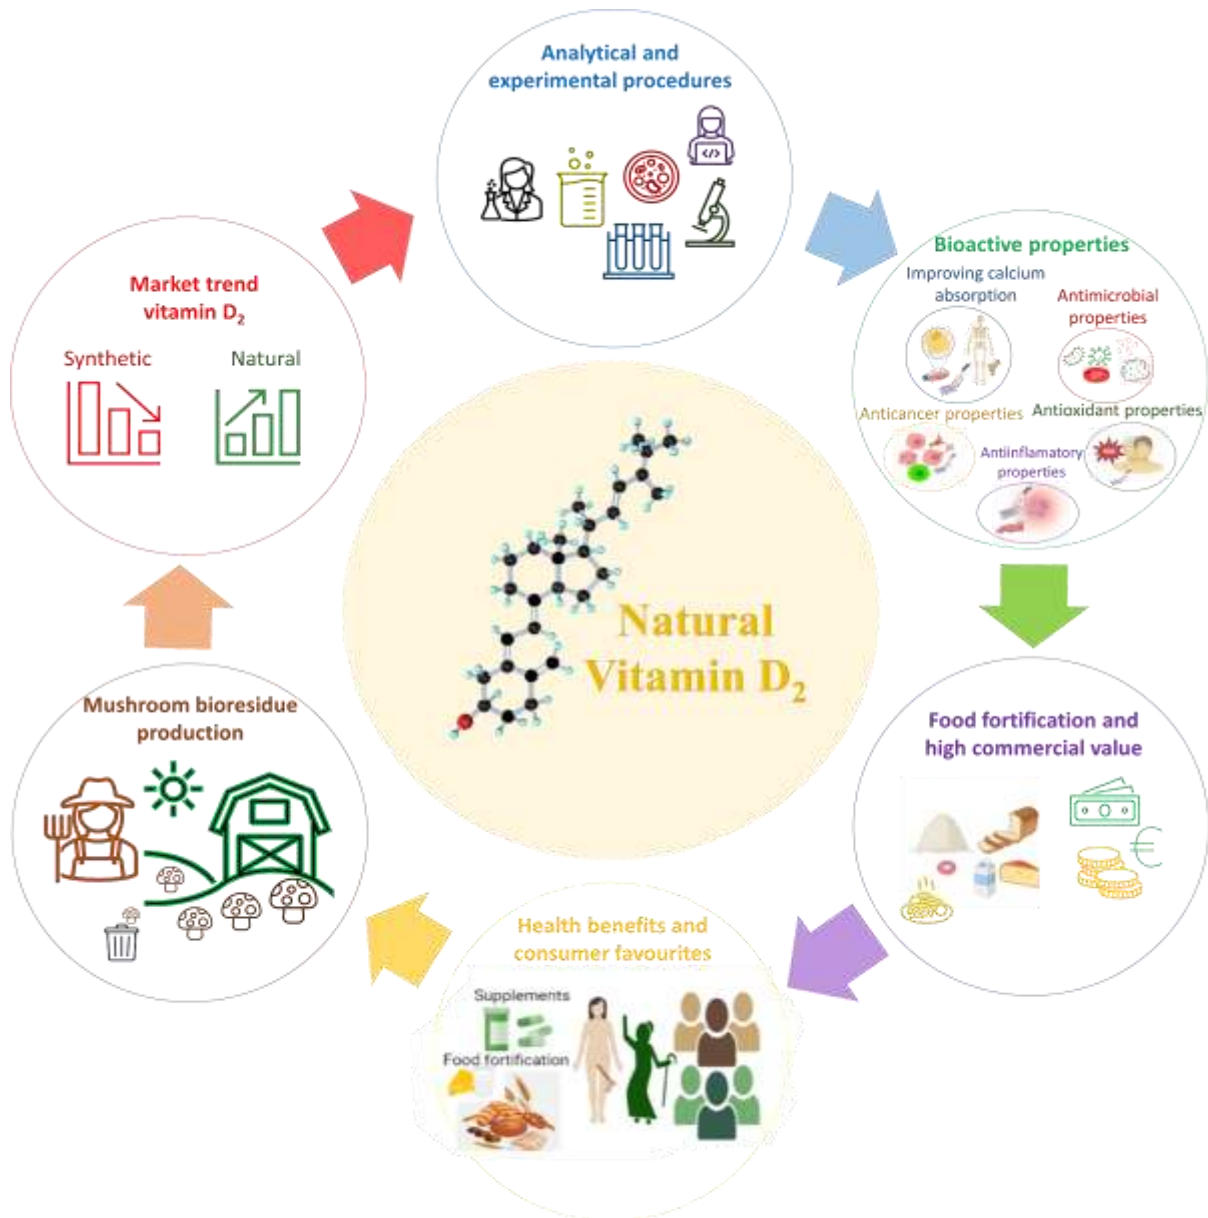 Analytical and
experimental procedures
</>
Bioactive properties
Improving calcium
absorption
Antimicrobial
properties
Anticancer properties
Antioxidant properties
Antiinflamatory
properties
Food fortification and
high commercial value
€
Health benefits and
consumer favourites
Supplements
Food fortification
Mushroom bioresidue
production
Market trend
vitamin D₂
Synthetic
Natural
Natural
Vitamin D₂